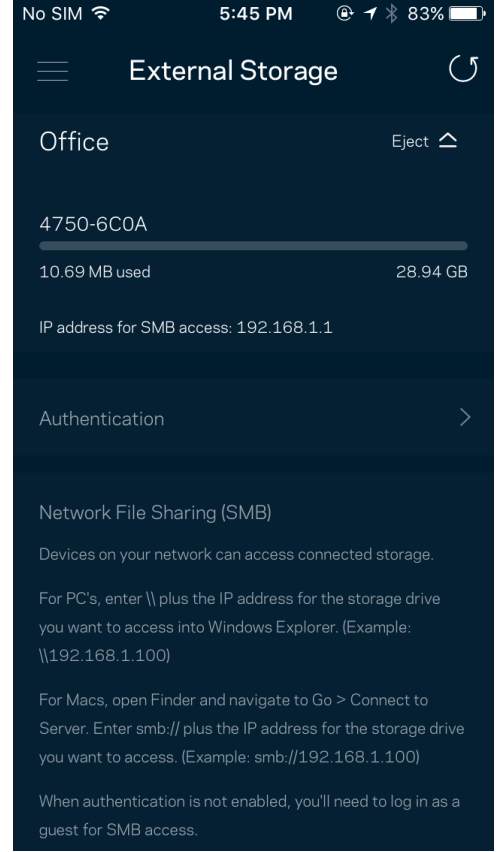 No SIM 5:45 PM 83%
External Storage
Office Eject
4750-6C0A
10.69 MB used 28.94 GB
IP address for SMB access: 192.168.1.1
Authentication
Network File Sharing (SMB)
Devices on your network can access connected storage.
For PC's, enter \\ plus the IP address for the storage drive
you want to access into Windows Explorer. (Example:
\\192.168.1.100)
For Macs, open Finder and navigate to Go > Connect to
Server. Enter smb:// plus the IP address for the storage drive
you want to access. (Example: smb://192.168.1.100)
When authentication is not enabled, you'll need to log in as a
guest for SMB access.